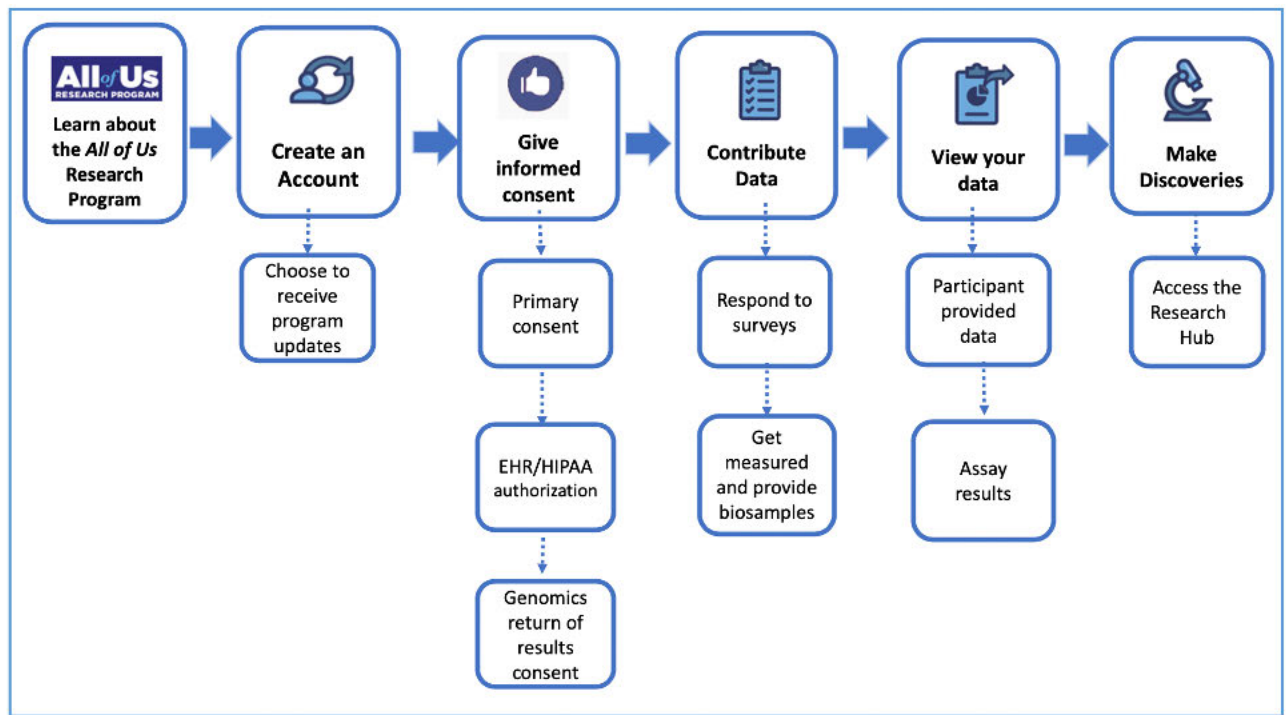 All of Us
RESEARCH PROGRAM
Learn about
the All of Us
Research
Program
Create an
Account
Give
informed
consent
Contribute
Data
View your
data
Make
Discoveries
Choose to
receive
program
updates
Primary
consent
EHR/HIPAA
authorization
Genomics
return of
results
consent
Respond to
surveys
Get
measured
and provide
biosamples
Participant
provided
data
Assay
results
Access the
Research
Hub